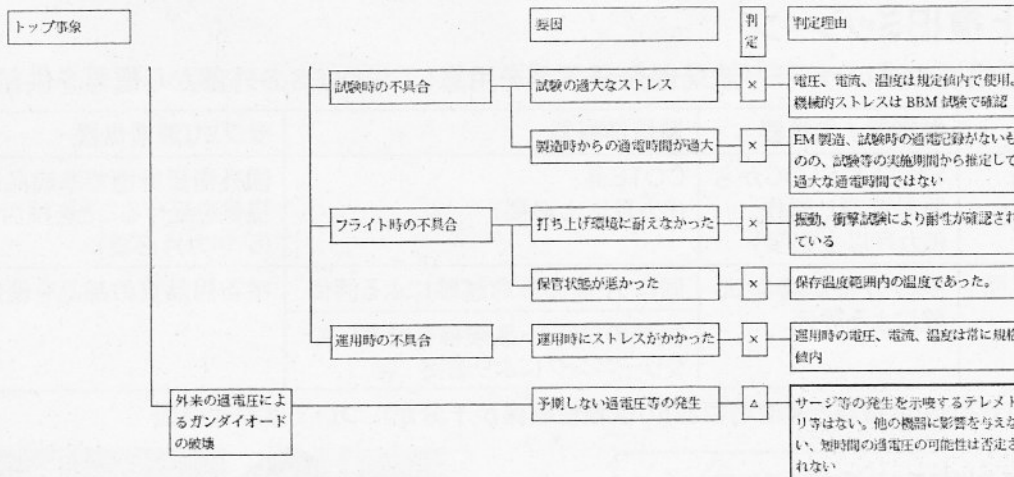 トップ事象
要因
判
定
判定理由
試験時の不具合
試験の過大なストレス
×
電圧、電流、温度は規定値内で使用。
機械的ストレスは BBM 試験で確認
製造時からの通電時間が過大
×
EM 製造、試験時の通電記録がないも
のの、試験等の実施期間から推定して
過大な通電時間ではない
フライト時の不具合
打ち上げ環境に耐えなかった
×
振動、衝撃試験により耐性が確認され
ている
保管状態が悪かった
×
保存温度範囲内の温度であった。
運用時の不具合
運用時にストレスがかかった
×
運用時の電圧、電流、温度は常に規格
値内
外来の過電圧によ
るガンダイオード
の破壊
予期しない過電圧等の発生
△
サージ等の発生を示唆するテレメト
リ等はない。他の機器に影響を与えな
い、短時間の過電圧の可能性は否定さ
れない